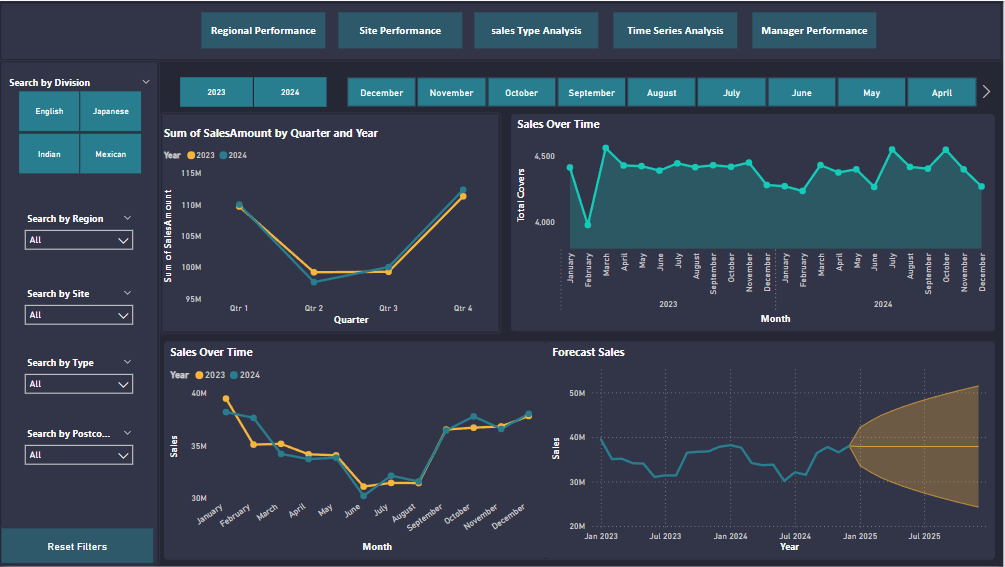 Regional Performance
Site Performance
sales Type Analysis
Time Series Analysis
Manager Performance
Search by Division
English
Japanese
Indian
Mexican
Search by Region
All
Search by Site
All
Search by Type
All
Search by Postco...
All
Reset Filters
2023
2024
December
November
October
September
August
July
June
May
April
Sum of SalesAmount by Quarter and Year
Year 2023 2024
Sum of SalesAmount
115M
110M
105M
100M
95M
Qtr 1 Qtr 2 Qtr 3 Qtr 4
Quarter
Sales Over Time
Total Covers
4,500
4,000
January February March April May June July August September October November December January February March April May June July August September October November December
2023 2024
Month
Sales Over Time
Year 2023 2024
Sales
40M
35M
30M
January February March April May June July August September October November December
Month
Forecast Sales
Sales
50M
40M
30M
20M
Jan 2023 Jul 2023 Jan 2024 Jul 2024 Jan 2025 Jul 2025
Year